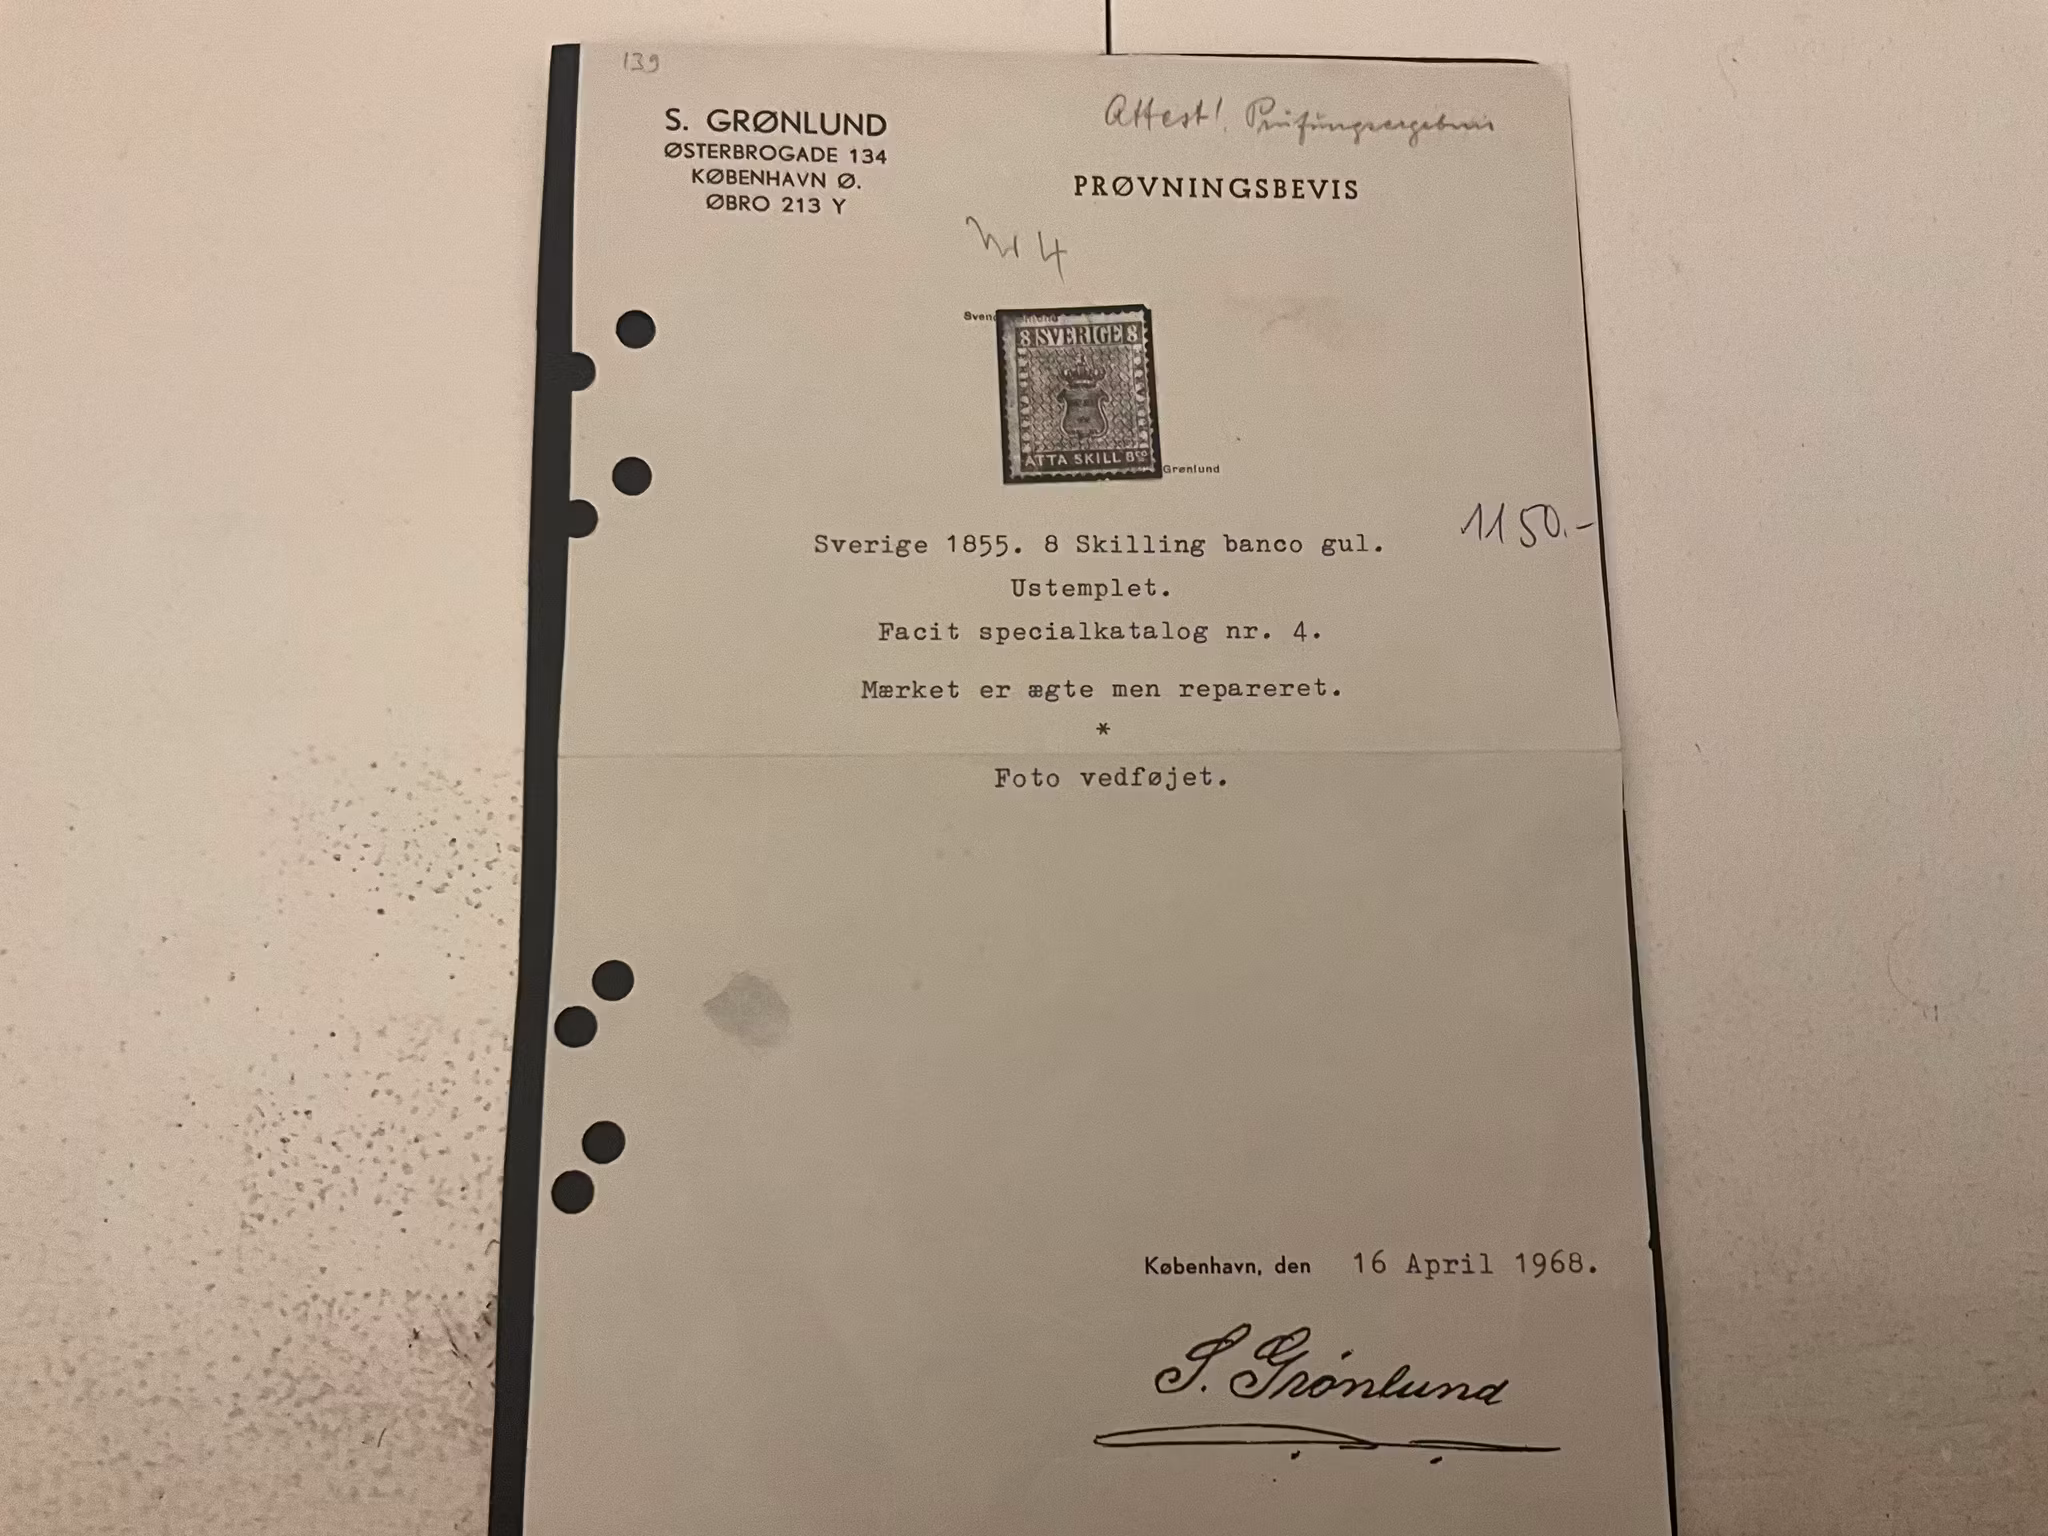 139
S. GRØNLUND
ØSTERBROGADE 134
KØBENHAVN Ø.
ØBRO 213 Y
Attest! Prüfungsergebnis
PRØVNINGSBEVIS
Nr 4
Svend
8 SVERIGE 8
ATTA SKILL Bco
Grønlund
1150.-
Sverige 1855. 8 Skilling banco gul.
Ustemplet.
Facit specialkatalog nr. 4.
Mærket er ægte men repareret.
*
Foto vedføjet.
København, den 16 April 1968.
S. Grønlund